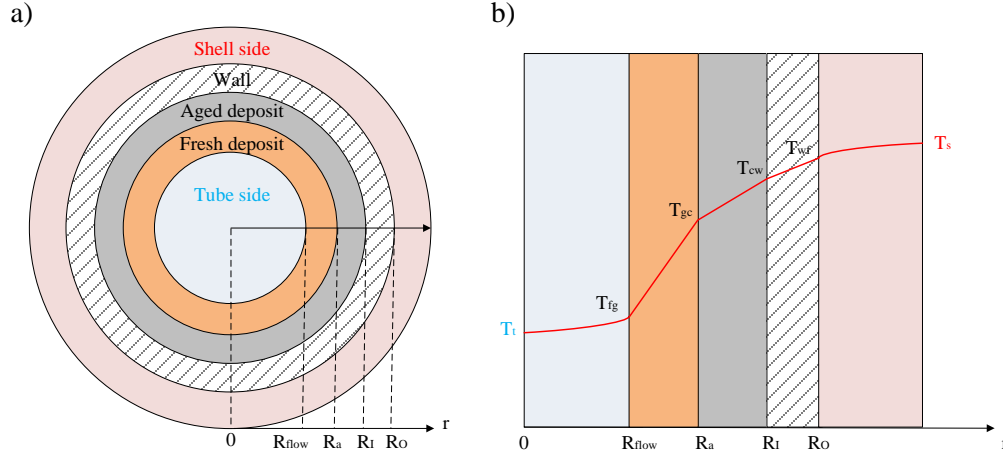 a)
Shell side
Wall
Aged deposit
Fresh deposit
Tube side
r
0
Rflow
Ra
RI
RO
b)
Ts
Twf
Tcw
Tgc
Tfg
Tt
0
Rflow
Ra
RI
RO
r